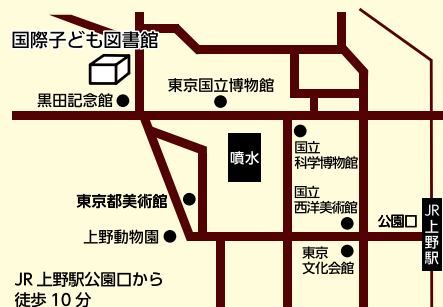 国際子ども図書館
東京国立博物館
黒田記念館
噴水
国立
科学博物館
国立
西洋美術館
東京都美術館
公園口
JR上野駅
上野動物園
東京
文化会館
JR 上野駅公園口から
徒歩 10 分